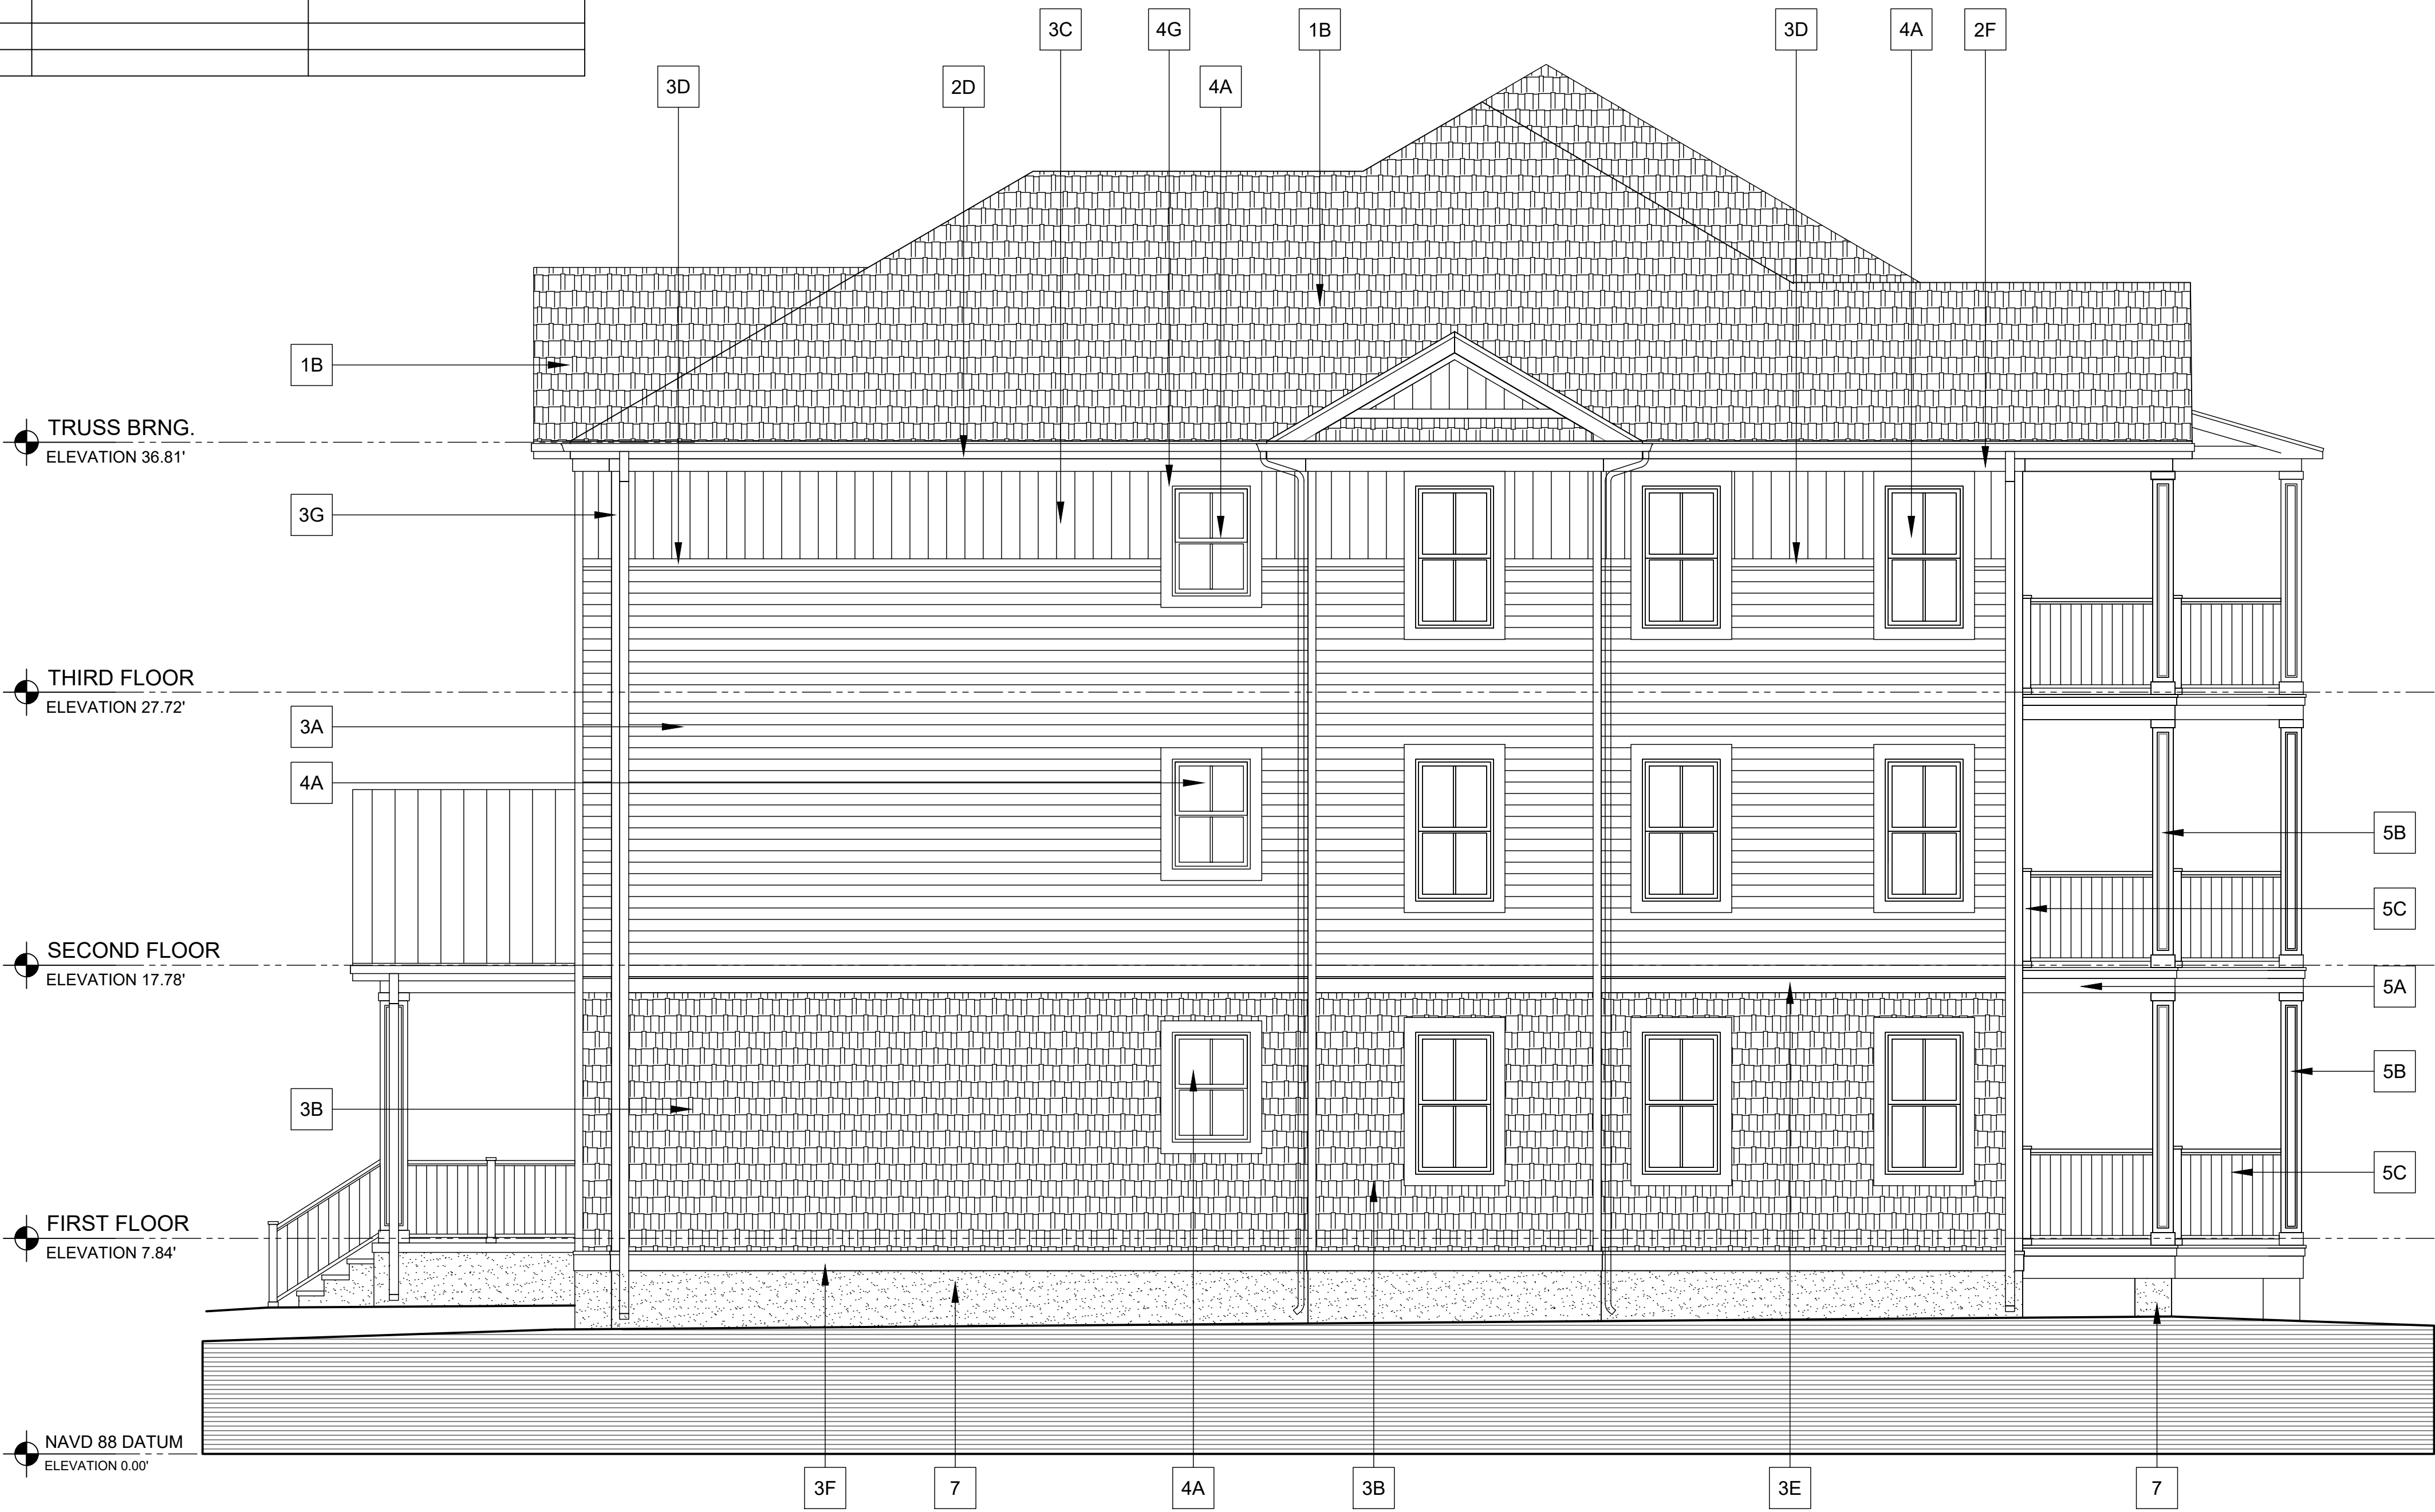 3C
4G
1B
3D
4A
2F
3D
2D
4A
1B
TRUSS BRNG.
ELEVATION 36.81'
3G
THIRD FLOOR
ELEVATION 27.72'
3A
4A
5B
5C
SECOND FLOOR
ELEVATION 17.78'
5A
5B
3B
5C
FIRST FLOOR
ELEVATION 7.84'
NAVD 88 DATUM
ELEVATION 0.00'
3F
7
4A
3B
3E
7